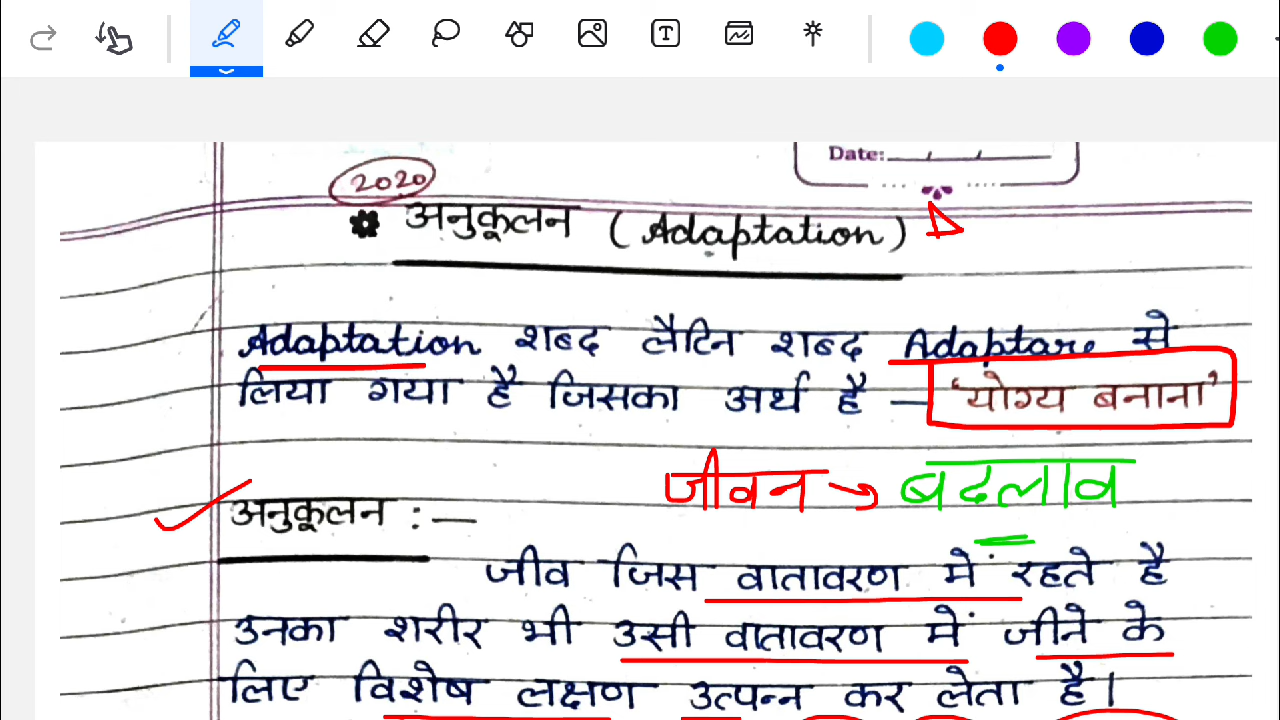 Date:
2020
अनुकूलन (Adaptation)
Adaptation शब्द लैटिन शब्द Adaptare से
लिया गया है जिसका अर्थ है – 'योग्य बनाना'
जीवन → बदलाव
अनुकूलन :—
जीव जिस वातावरण में रहते है
उनका शरीर भी उसी वातावरण में जीने के
लिए विशेष लक्षण उत्पन्न कर लेता है।